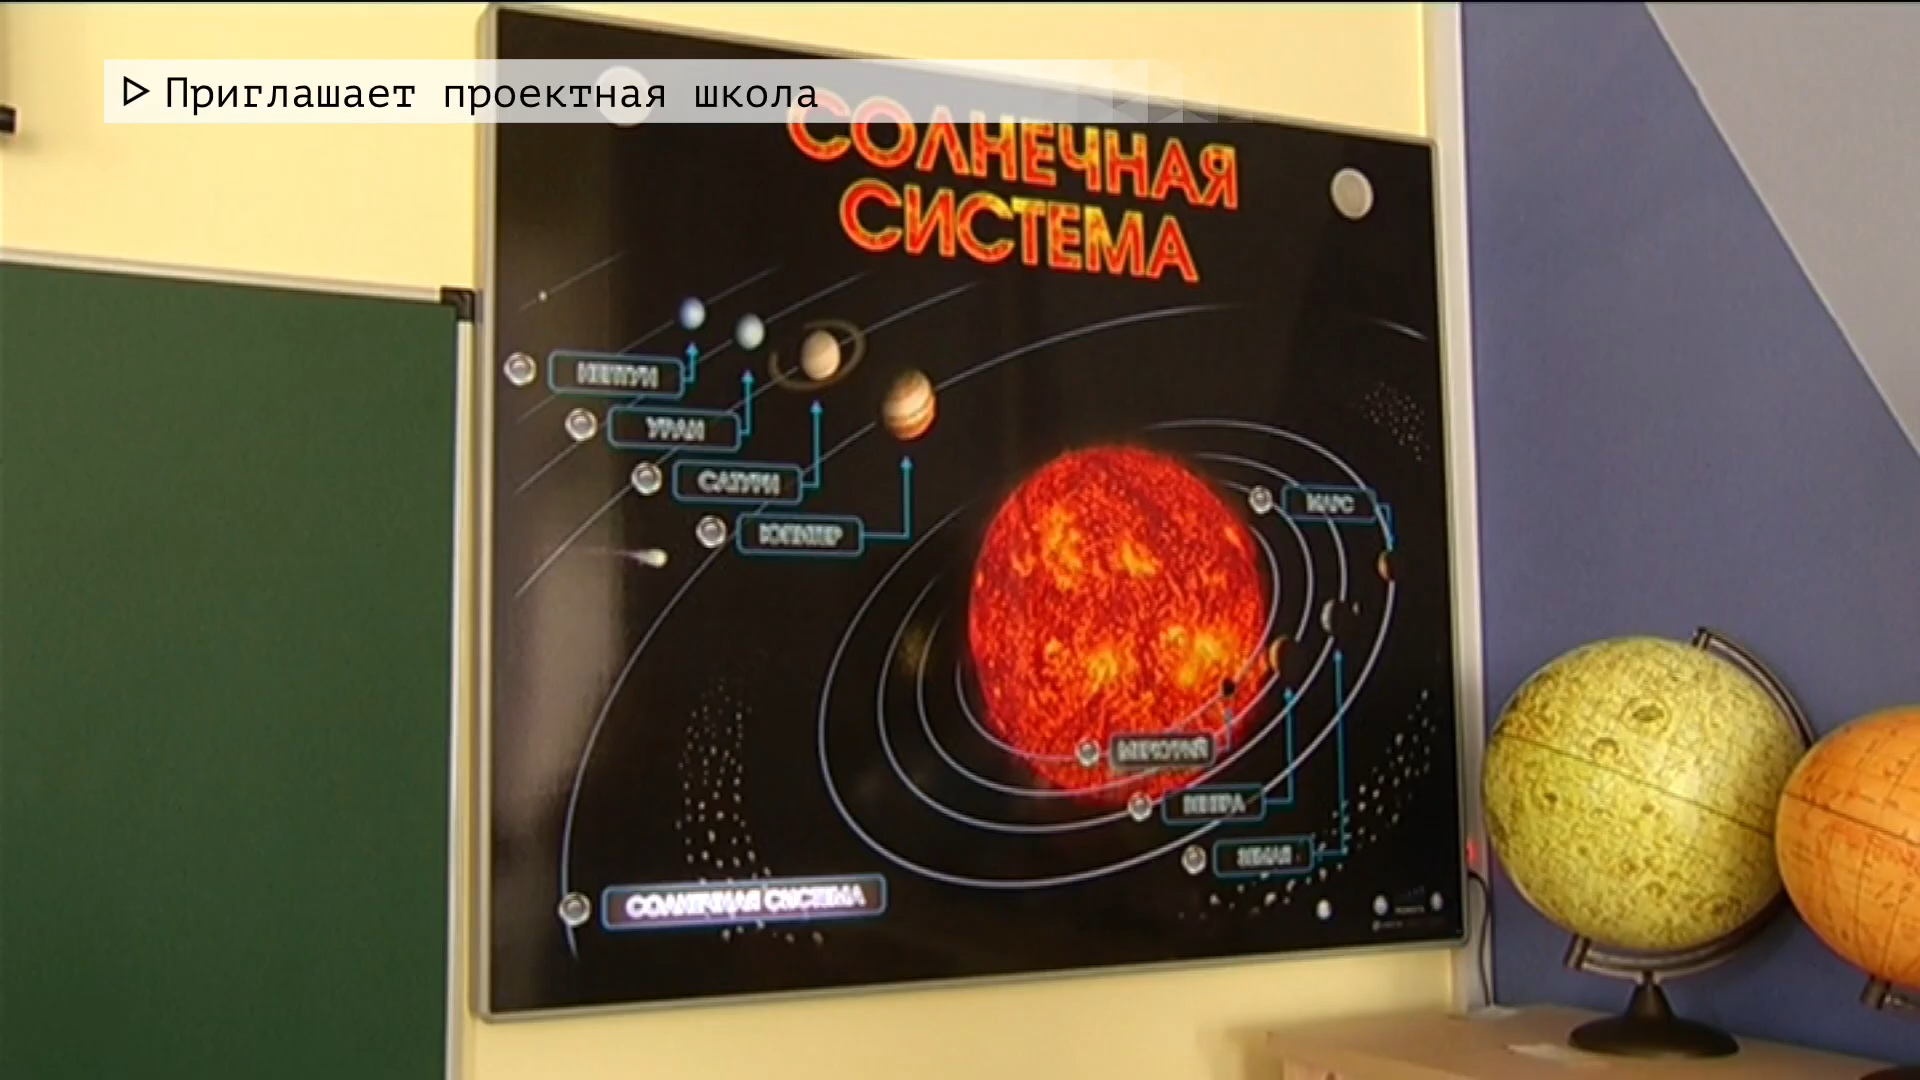 Приглашает проектная школа
СОЛНЕЧНАЯ
СИСТЕМА
НЕПТУН
УРАН
САТУРН
ЮПИТЕР
МАРС
МЕРКУРИЙ
ВЕНЕРА
ЗЕМЛЯ
СОЛНЕЧНАЯ СИСТЕМА